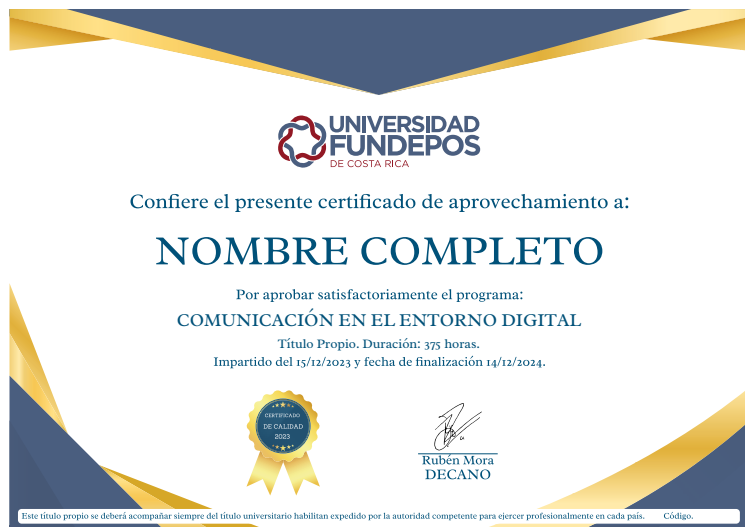 UNIVERSIDAD
FUNDEPOS
DE COSTA RICA
Confiere el presente certificado de aprovechamiento a:
NOMBRE COMPLETO
Por aprobar satisfactoriamente el programa:
COMUNICACIÓN EN EL ENTORNO DIGITAL
Título Propio. Duración: 375 horas.
Impartido del 15/12/2023 y fecha de finalización 14/12/2024.
CERTIFICADO
DE CALIDAD
2023
Rubén Mora
DECANO
Este título propio se deberá acompañar siempre del título universitario habilitan expedido por la autoridad competente para ejercer profesionalmente en cada país. Código.